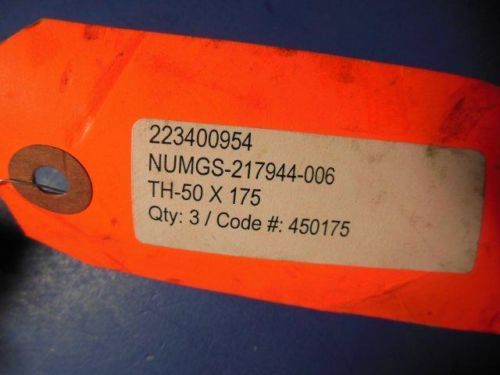 223400954
NUMGS-217944-006
TH-50 X 175
Qty: 3 / Code #: 450175